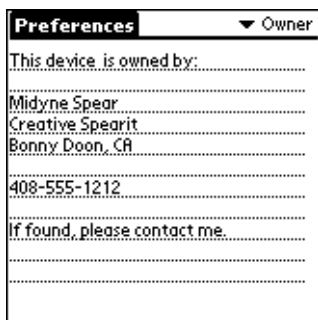 Preferences Owner
This device is owned by:
Midyne Spear
Creative Spearit
Bonny Doon, CA
408-555-1212
If found, please contact me.